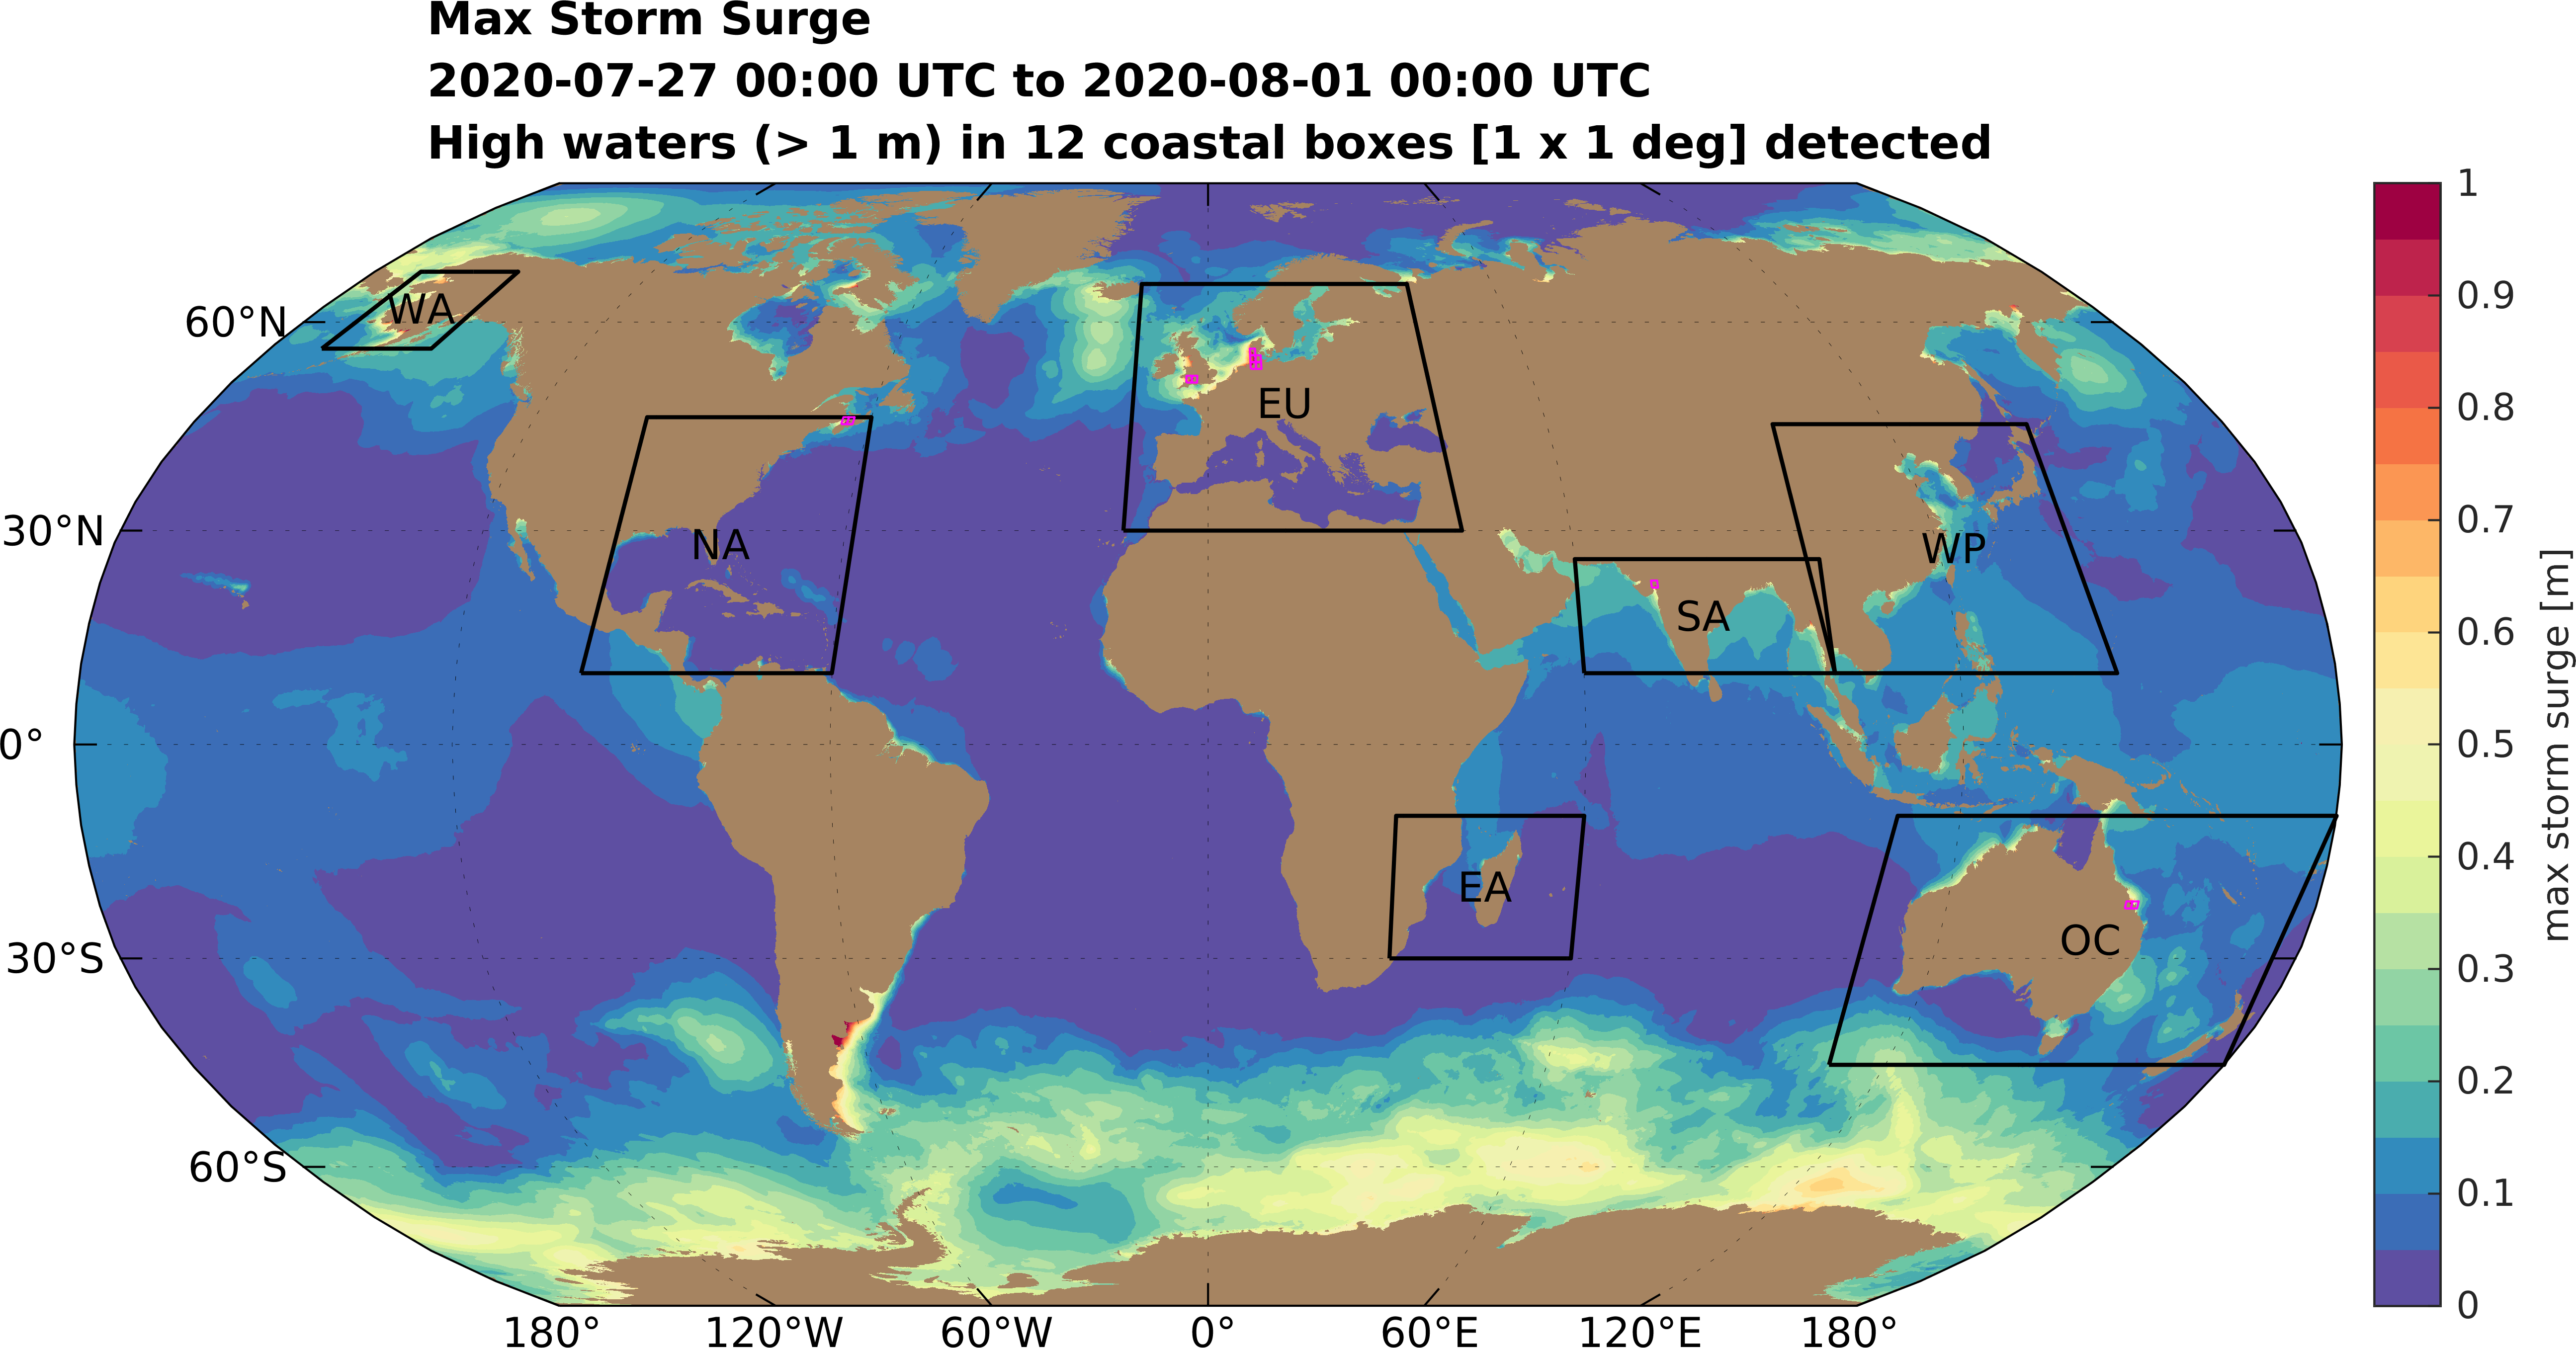 Max Storm Surge
2020-07-27 00:00 UTC to 2020-08-01 00:00 UTC
High waters (> 1 m) in 12 coastal boxes [1 x 1 deg] detected
60°N
30°N
0°
30°S
60°S
WA
NA
EU
SA
WP
EA
OC
180°
120°W
60°W
0°
60°E
120°E
180°
1
0.9
0.8
0.7
0.6
0.5
0.4
0.3
0.2
0.1
0
max storm surge [m]